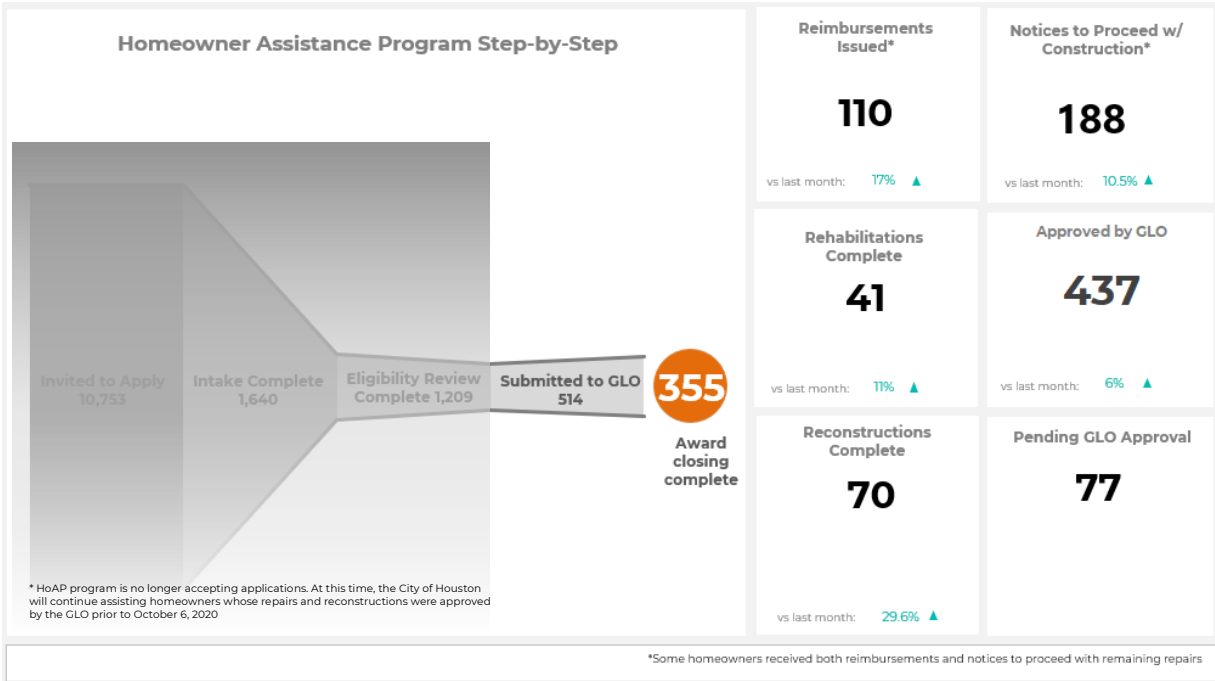 Homeowner Assistance Program Step-by-Step
Invited to Apply
10,753
Intake Complete
1,640
Eligibility Review
Complete 1,209
Submitted to GLO
514
355
Award
closing
complete
* HoAP program is no longer accepting applications. At this time, the City of Houston
will continue assisting homeowners whose repairs and reconstructions were approved
by the GLO prior to October 6, 2020
Reimbursements
Issued*
110
vs last month: 17% ▲
Notices to Proceed w/
Construction*
188
vs last month: 10.5% ▲
Rehabilitations
Complete
41
vs last month: 11% ▲
Approved by GLO
437
vs last month: 6% ▲
Reconstructions
Complete
70
vs last month: 29.6% ▲
Pending GLO Approval
77
*Some homeowners received both reimbursements and notices to proceed with remaining repairs